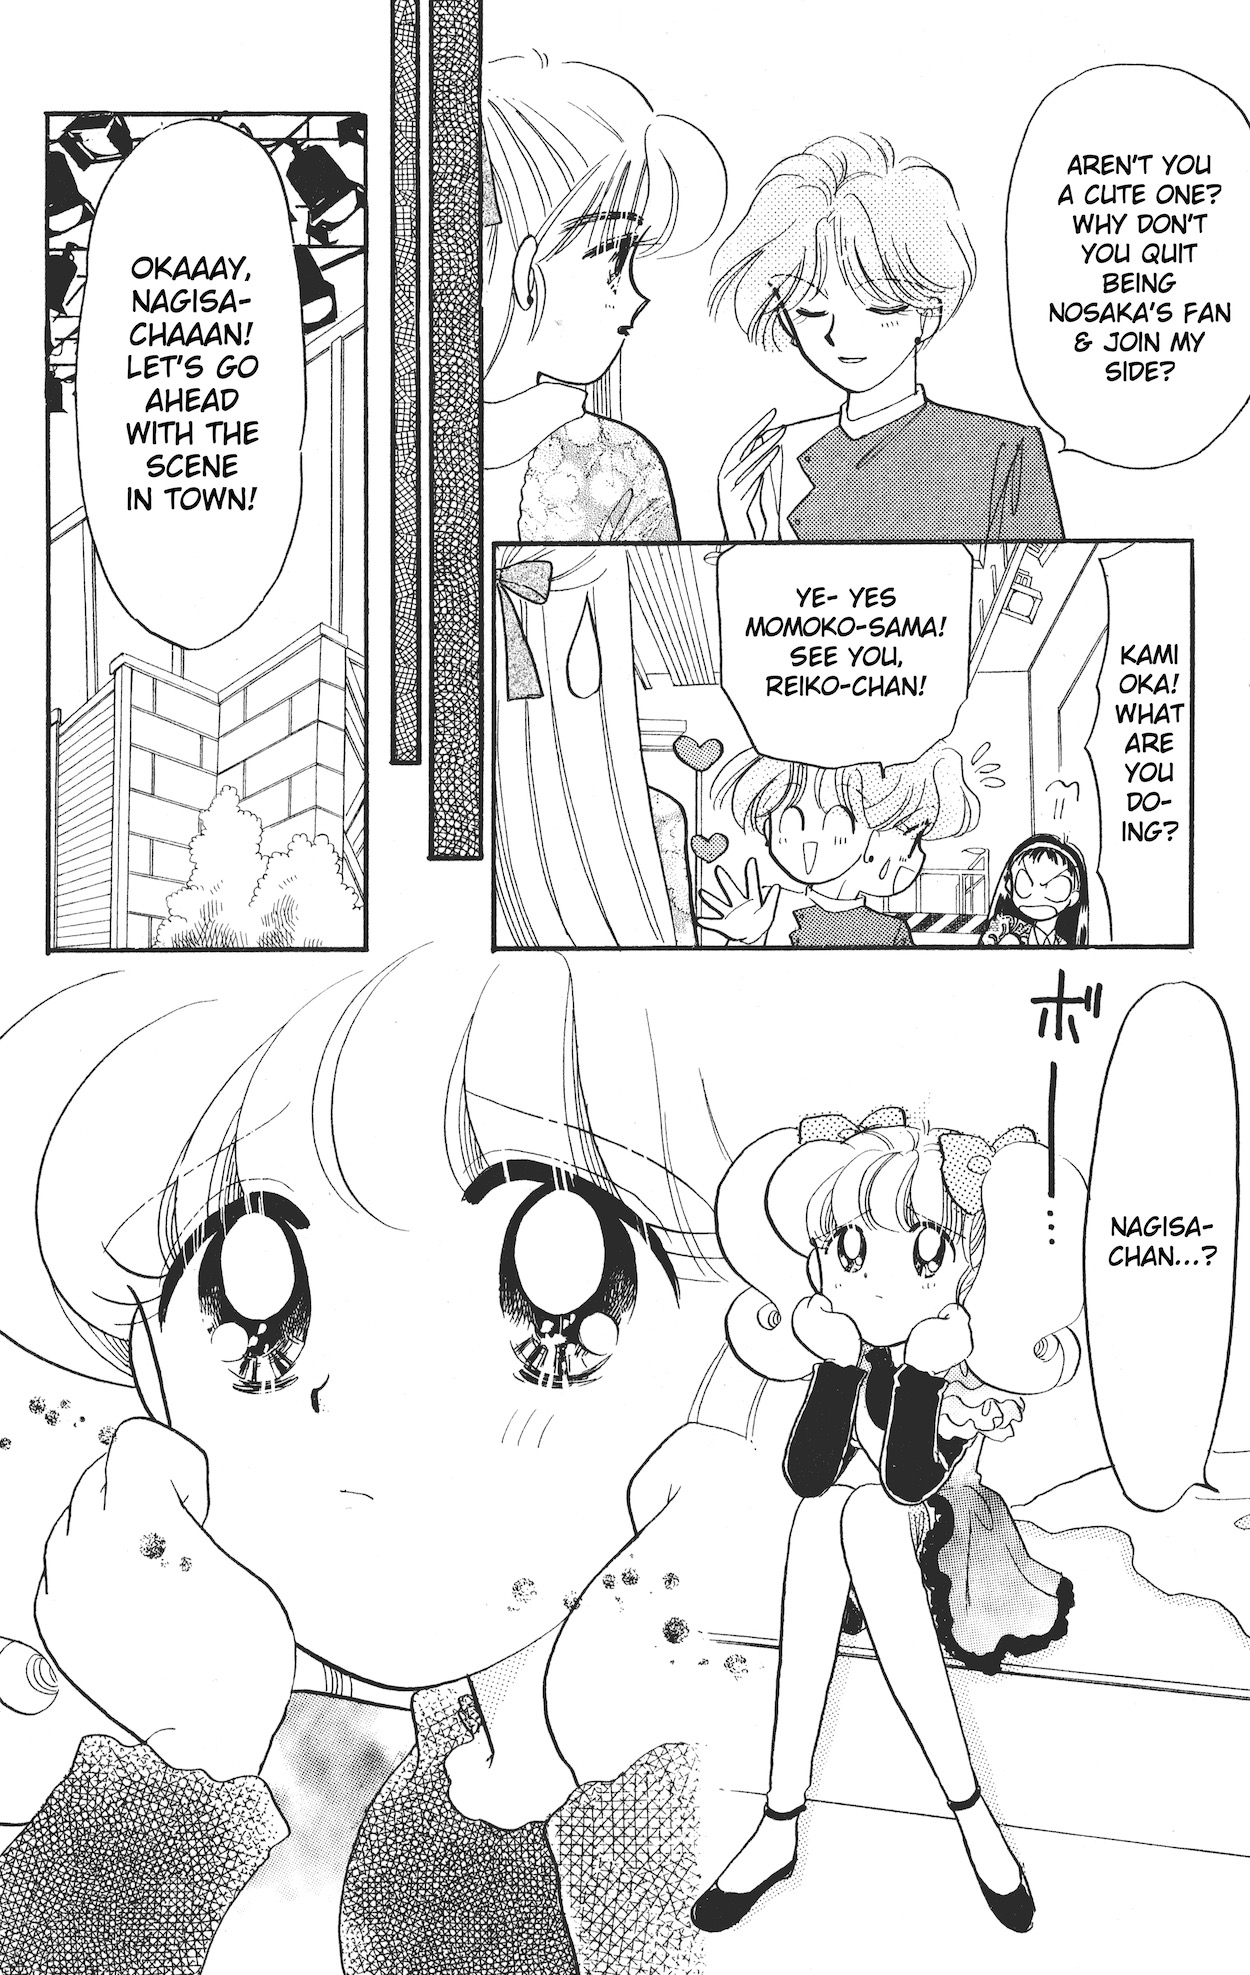 AREN'T YOU
A CUTE ONE?
WHY DON'T
YOU QUIT
BEING
NOSAKA'S FAN
& JOIN MY
SIDE?
KAMI
OKA!
WHAT
ARE
YOU
DO-
ING?
YE- YES
MOMOKO-SAMA!
SEE YOU,
REIKO-CHAN!
OKAAAY,
NAGISA-
CHAAAN!
LET'S GO
AHEAD
WITH THE
SCENE
IN TOWN!
NAGISA-
CHAN...?
ボー…